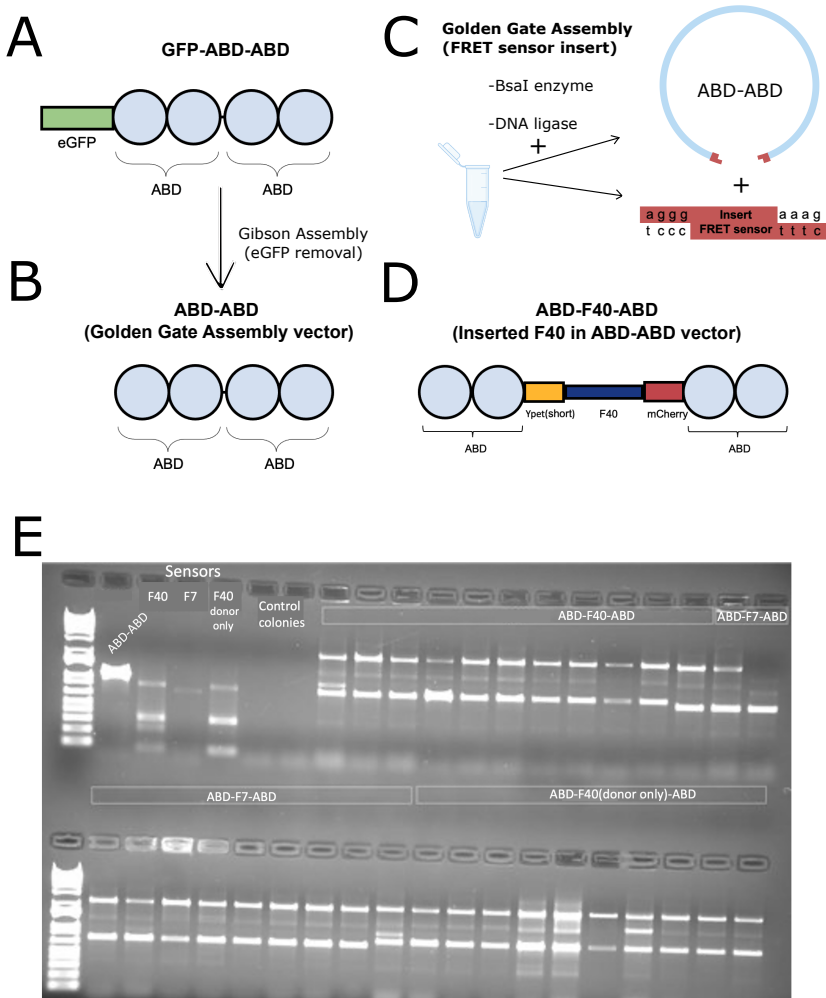 A
GFP-ABD-ABD
eGFP
ABD
ABD
Gibson Assembly
(eGFP removal)
B
ABD-ABD
(Golden Gate Assembly vector)
ABD
ABD
C
Golden Gate Assembly
(FRET sensor insert)
-BsaI enzyme
-DNA ligase
+
ABD-ABD
+
a g g g Insert a a a g
t c c c FRET sensor t t t c
D
ABD-F40-ABD
(Inserted F40 in ABD-ABD vector)
Ypet(short) F40 mCherry
ABD
ABD
E
Sensors
ABD-ABD
F40
F7
F40
donor
only
Control
colonies
ABD-F40-ABD
ABD-F7-ABD
ABD-F7-ABD
ABD-F40(donor only)-ABD